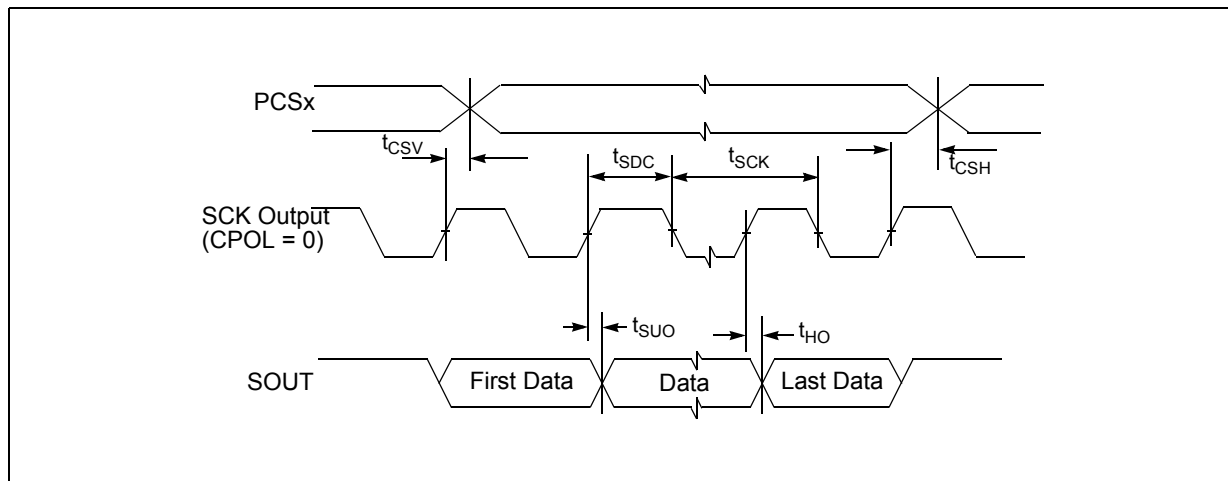 PCSx
tCSV
tSDC
tSCK
tCSH
SCK Output
(CPOL = 0)
tSUO
tHO
SOUT
First Data
Data
Last Data